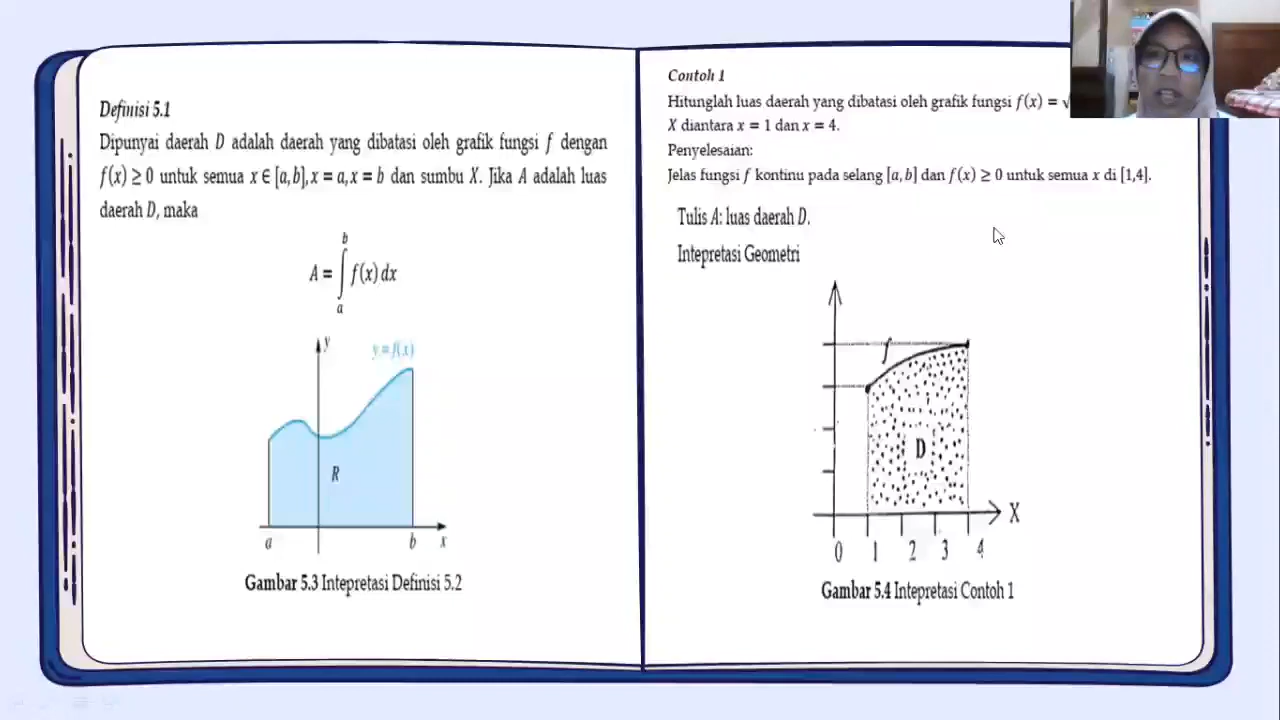 Definisi 5.1
Dipunyai daerah D adalah daerah yang dibatasi oleh grafik fungsi f dengan
f(x) ≥ 0 untuk semua x ∈ [a, b], x = a, x = b dan sumbu X. Jika A adalah luas
daerah D, maka
b
A = ∫ f(x) dx
a
y
y = f(x)
R
a b x
Gambar 5.3 Intepretasi Definisi 5.2
Contoh 1
Hitunglah luas daerah yang dibatasi oleh grafik fungsi f(x) = √
X diantara x = 1 dan x = 4.
Penyelesaian:
Jelas fungsi f kontinu pada selang [a, b] dan f(x) ≥ 0 untuk semua x di [1,4].
Tulis A: luas daerah D.
Intepretasi Geometri
f
D
X
0 1 2 3 4
Gambar 5.4 Intepretasi Contoh 1